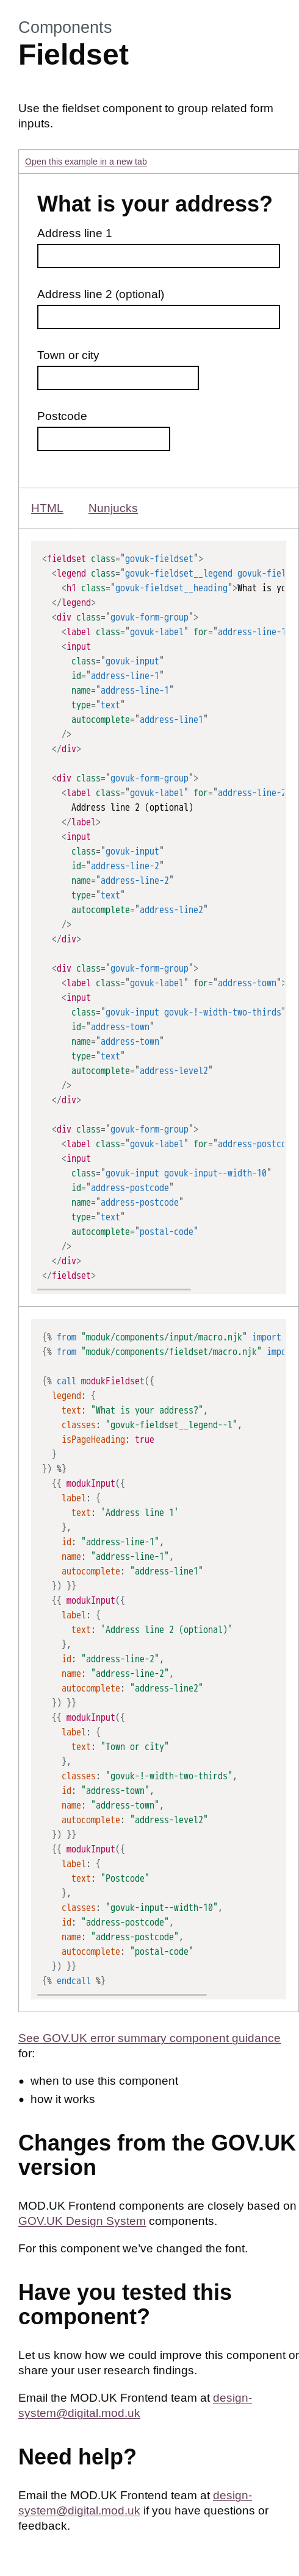 Components
Fieldset
Use the fieldset component to group related form
inputs.
Open this example in a new tab
What is your address?
Address line 1
Address line 2 (optional)
Town or city
Postcode
HTML Nunjucks
<fieldset class="govuk-fieldset">
<legend class="govuk-fieldset__legend govuk-fiel
<h1 class="govuk-fieldset__heading">What is yo
</legend>
<div class="govuk-form-group">
<label class="govuk-label" for="address-line-1
<input
class="govuk-input"
id="address-line-1"
name="address-line-1"
type="text"
autocomplete="address-line1"
/>
</div>
<div class="govuk-form-group">
<label class="govuk-label" for="address-line-2
Address line 2 (optional)
</label>
<input
class="govuk-input"
id="address-line-2"
name="address-line-2"
type="text"
autocomplete="address-line2"
/>
</div>
<div class="govuk-form-group">
<label class="govuk-label" for="address-town">
<input
class="govuk-input govuk-!-width-two-thirds"
id="address-town"
name="address-town"
type="text"
autocomplete="address-level2"
/>
</div>
<div class="govuk-form-group">
<label class="govuk-label" for="address-postco
<input
class="govuk-input govuk-input--width-10"
id="address-postcode"
name="address-postcode"
type="text"
autocomplete="postal-code"
/>
</div>
</fieldset>
{% from "moduk/components/input/macro.njk" import
{% from "moduk/components/fieldset/macro.njk" impo
{% call modukFieldset({
legend: {
text: "What is your address?",
classes: "govuk-fieldset__legend--l",
isPageHeading: true
}
}) %}
{{ modukInput({
label: {
text: 'Address line 1'
},
id: "address-line-1",
name: "address-line-1",
autocomplete: "address-line1"
}) }}
{{ modukInput({
label: {
text: 'Address line 2 (optional)'
},
id: "address-line-2",
name: "address-line-2",
autocomplete: "address-line2"
}) }}
{{ modukInput({
label: {
text: "Town or city"
},
classes: "govuk-!-width-two-thirds",
id: "address-town",
name: "address-town",
autocomplete: "address-level2"
}) }}
{{ modukInput({
label: {
text: "Postcode"
},
classes: "govuk-input--width-10",
id: "address-postcode",
name: "address-postcode",
autocomplete: "postal-code"
}) }}
{% endcall %}
See GOV.UK error summary component guidance
for:
• when to use this component
• how it works
Changes from the GOV.UK
version
MOD.UK Frontend components are closely based on
GOV.UK Design System components.
For this component we've changed the font.
Have you tested this
component?
Let us know how we could improve this component or
share your user research findings.
Email the MOD.UK Frontend team at design-
system@digital.mod.uk
Need help?
Email the MOD.UK Frontend team at design-
system@digital.mod.uk if you have questions or
feedback.